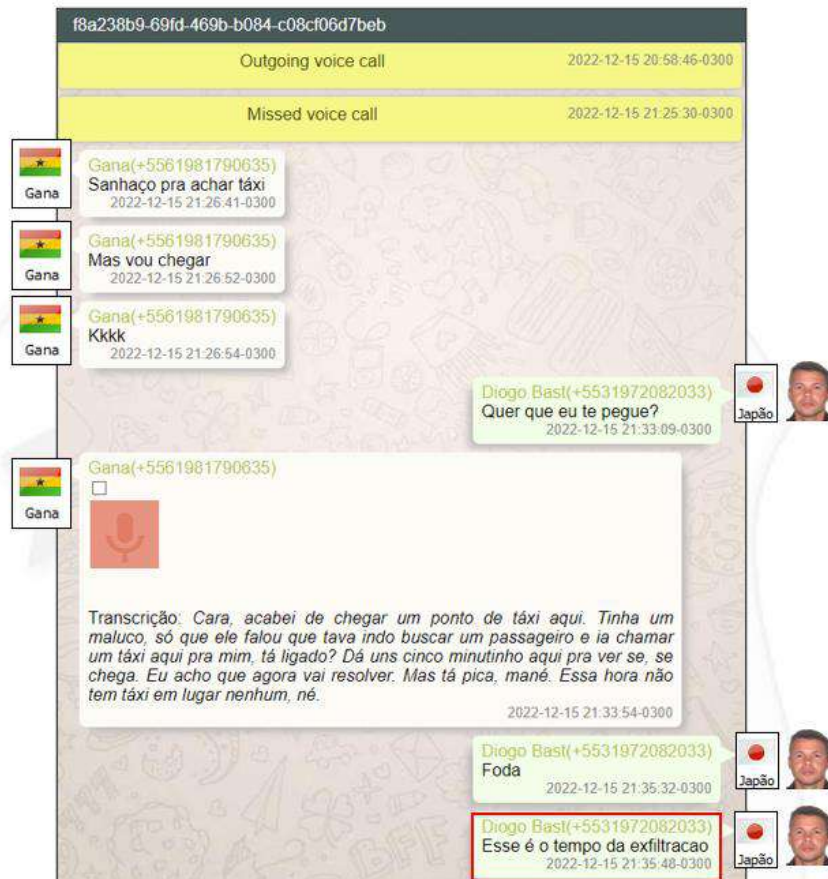 f8a238b9-69fd-469b-b084-c08cf06d7beb
Outgoing voice call 2022-12-15 20:58:46-0300
Missed voice call 2022-12-15 21:25:30-0300
Gana
Gana(+5561981790635)
Sanhaço pra achar táxi
2022-12-15 21:26:41-0300
Gana
Gana(+5561981790635)
Mas vou chegar
2022-12-15 21:26:52-0300
Gana
Gana(+5561981790635)
Kkkk
2022-12-15 21:26:54-0300
Diogo Bast(+5531972082033)
Quer que eu te pegue?
2022-12-15 21:33:09-0300
Japão
Gana
Gana(+5561981790635)
Transcrição: Cara, acabei de chegar um ponto de táxi aqui. Tinha um
maluco, só que ele falou que tava indo buscar um passageiro e ia chamar
um táxi aqui pra mim, tá ligado? Dá uns cinco minutinho aqui pra ver se, se
chega. Eu acho que agora vai resolver. Mas tá pica, mané. Essa hora não
tem táxi em lugar nenhum, né.
2022-12-15 21:33:54-0300
Diogo Bast(+5531972082033)
Foda
2022-12-15 21:35:32-0300
Japão
Diogo Bast(+5531972082033)
Esse é o tempo da exfiltracao
2022-12-15 21:35:48-0300
Japão